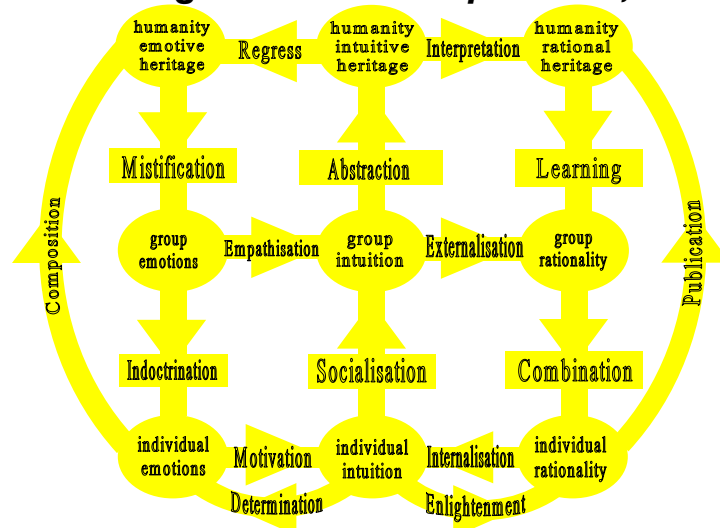 humanity
emotive
heritage
Regress
humanity
intuitive
heritage
Interpretation
humanity
rational
heritage
Mistification
Abstraction
Learning
Composition
group
emotions
Empathisation
group
intuition
Externalisation
group
rationality
Publication
Indoctrination
Socialisation
Combination
individual
emotions
Motivation
individual
intuition
Internalisation
individual
rationality
Determination
Enlightenment